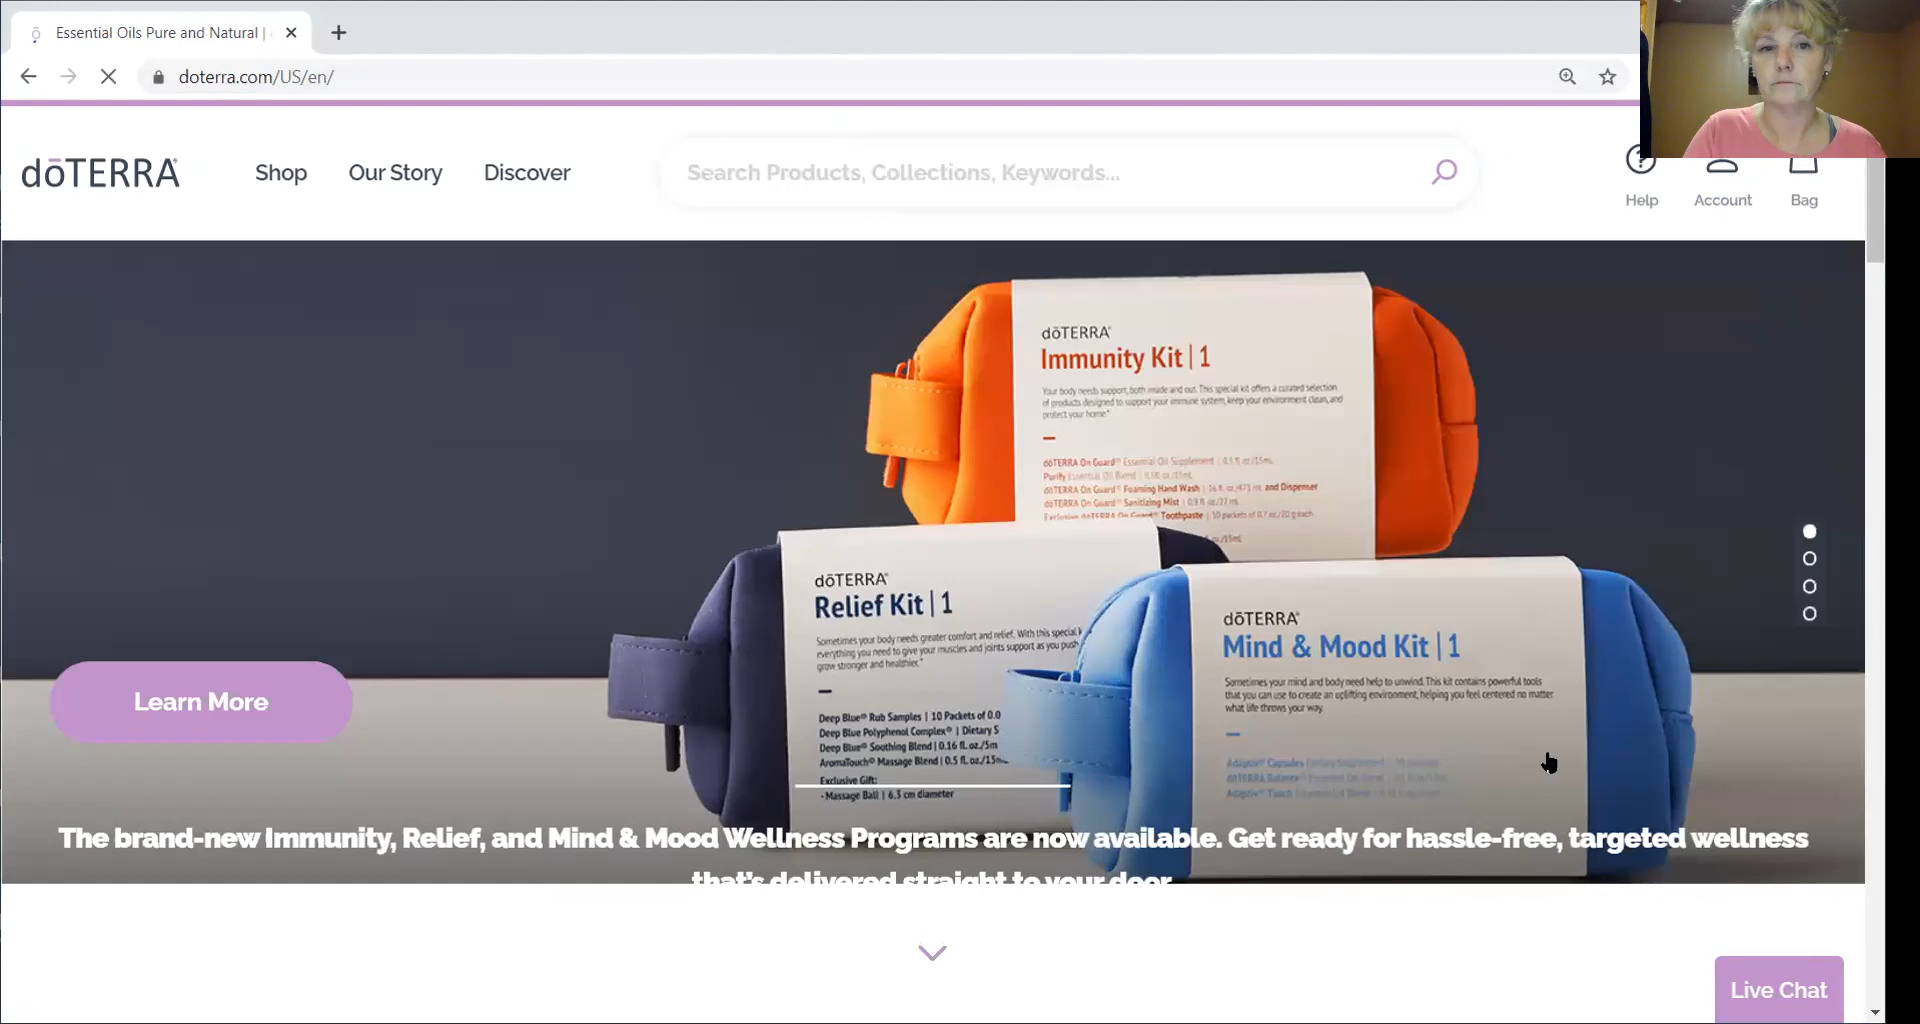 Essential Oils Pure and Natural |
doterra.com/US/en/
dōTERRA
Shop
Our Story
Discover
Search Products, Collections, Keywords...
Help
Account
Bag
dōTERRA
Immunity Kit | 1
Your body needs support, both inside and out. This special kit offers a curated selection
of products designed to support your immune system, keep your environment clean, and
protect your home.*
dōTERRA On Guard® Essential Oil Supplement | 0.5 fl oz/15mL
Purify Essential Oil Blend | 0.5 fl oz/15mL
dōTERRA On Guard® Foaming Hand Wash | 16 fl. oz./473 mL and Dispenser
dōTERRA On Guard® Sanitizing Mist | 0.9 fl oz/27 mL
Exclusive dōTERRA On Guard® Toothpaste | 10 packets of 0.7 oz/20 g each
oz./15mL
dōTERRA
Relief Kit | 1
Sometimes your body needs greater comfort and relief. With this special
everything you need to give your muscles and joints support as you push
grow stronger and healthier.*
Deep Blue® Rub Samples | 10 Packets of 0.0
Deep Blue Polyphenol Complex® | Dietary S
Deep Blue® Soothing Blend | 0.16 fl. oz./5m
AromaTouch® Massage Blend | 0.5 fl. oz./15m
Exclusive Gift:
- Massage Ball | 6.3 cm diameter
dōTERRA
Mind & Mood Kit | 1
Sometimes your mind and body need help to unwind. This kit contains powerful tools
that you can use to create an uplifting environment, helping you feel centered no matter
what life throws your way.
Adaptiv® Capsules Dietary Supplement
dōTERRA Balance® Essential Oil Blend
Adaptiv® Touch Essential Oil Blend
Learn More
The brand-new Immunity, Relief, and Mind & Mood Wellness Programs are now available. Get ready for hassle-free, targeted wellness
that's delivered straight to your door
Live Chat